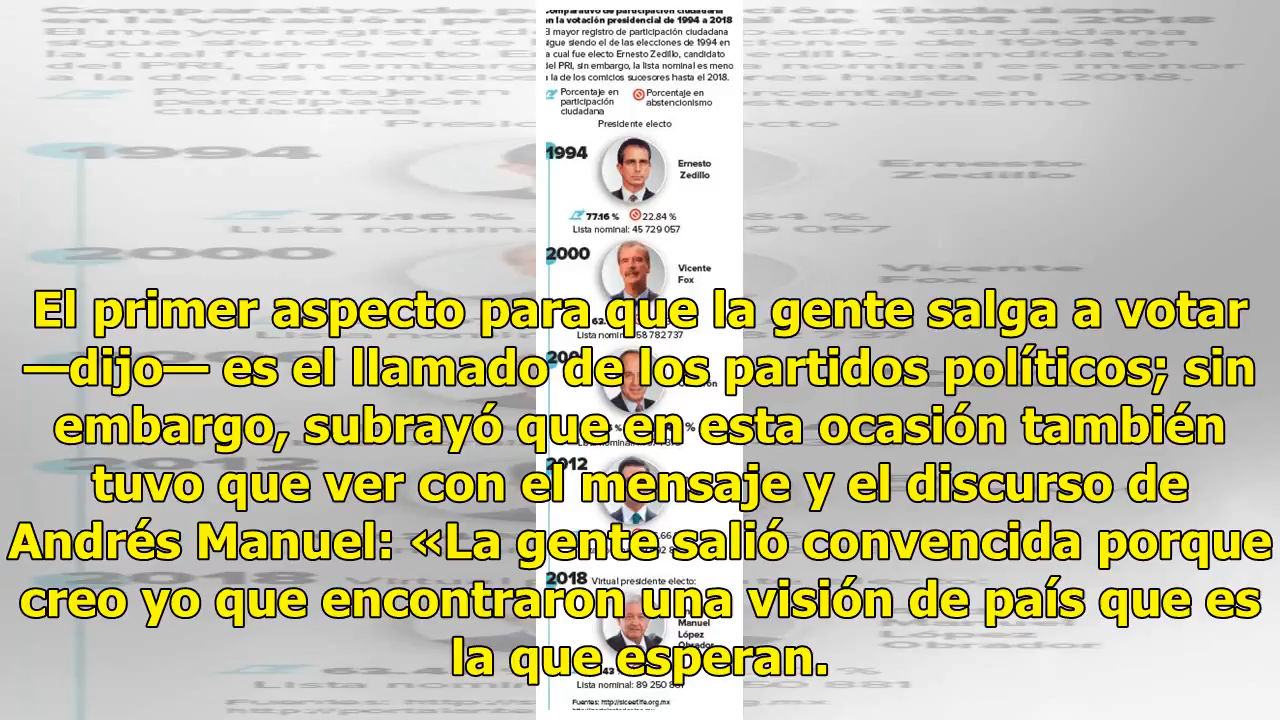 Comparativo de participación ciudadana
en la votación presidencial de 1994 a 2018
El mayor registro de participación ciudadana
sigue siendo el de las elecciones de 1994 en
la cual fue electo Ernesto Zedillo, candidato
del PRI, sin embargo, la lista nominal es meno
a la de los comicios sucesores hasta el 2018.
Porcentaje en
participación
ciudadana
Porcentaje en
abstencionismo
Presidente electo
1994
Ernesto
Zedillo
77.16 % 22.84 %
Lista nominal: 45 729 057
2000
Vicente
Fox
58 782 737
El primer aspecto para que la gente salga a votar
—dijo— es el llamado de los partidos políticos; sin
embargo, subrayó que en esta ocasión también
tuvo que ver con el mensaje y el discurso de
Andrés Manuel: «La gente salió convencida porque
creo yo que encontraron una visión de país que es
la que esperan.
2012
2018 Virtual presidente electo:
Manuel
López
Obrador
Lista nominal: 89 250 881
Fuentes: http://siceef.ife.org.mx